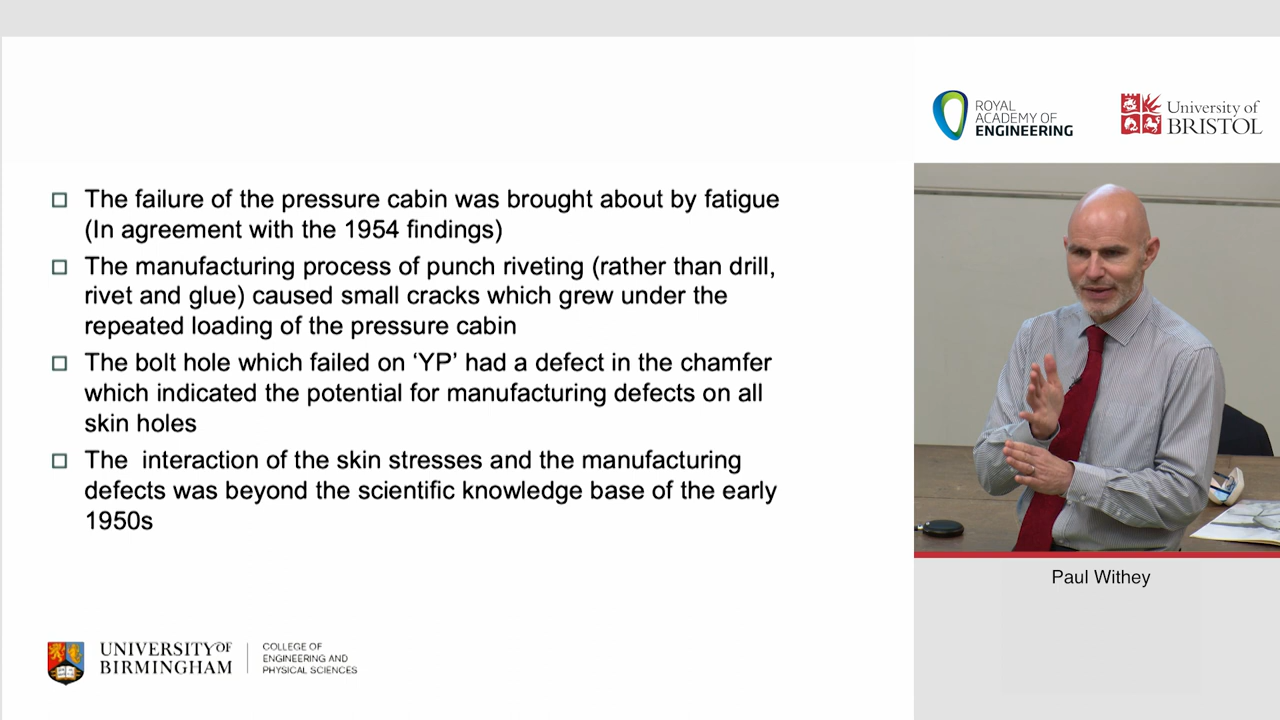 ROYAL
ACADEMY OF
ENGINEERING
University of
BRISTOL
The failure of the pressure cabin was brought about by fatigue
(In agreement with the 1954 findings)
The manufacturing process of punch riveting (rather than drill,
rivet and glue) caused small cracks which grew under the
repeated loading of the pressure cabin
The bolt hole which failed on ‘YP’ had a defect in the chamfer
which indicated the potential for manufacturing defects on all
skin holes
The  interaction of the skin stresses and the manufacturing
defects was beyond the scientific knowledge base of the early
1950s
Paul Withey
UNIVERSITY OF
BIRMINGHAM
COLLEGE OF
ENGINEERING AND
PHYSICAL SCIENCES